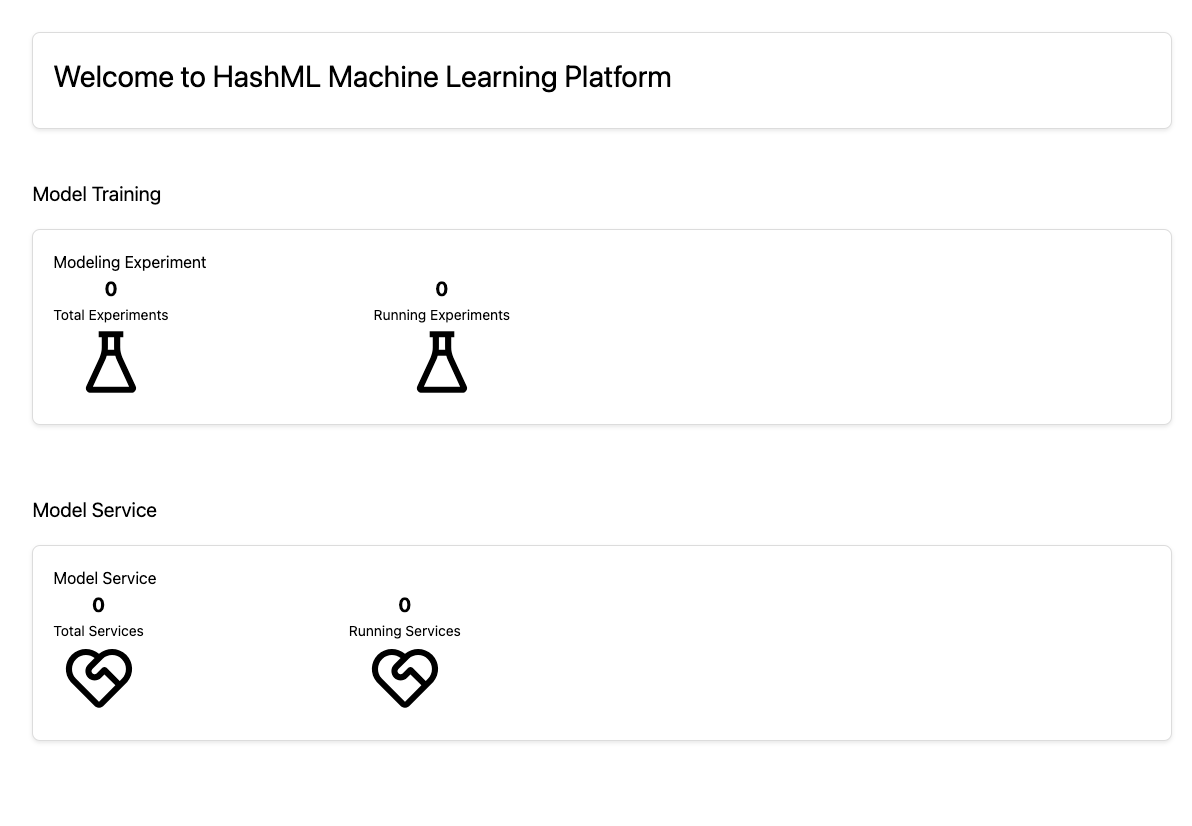 Welcome to HashML Machine Learning Platform
Model Training
Modeling Experiment
0
0
Total Experiments
Running Experiments
Model Service
Model Service
0
0
Total Services
Running Services